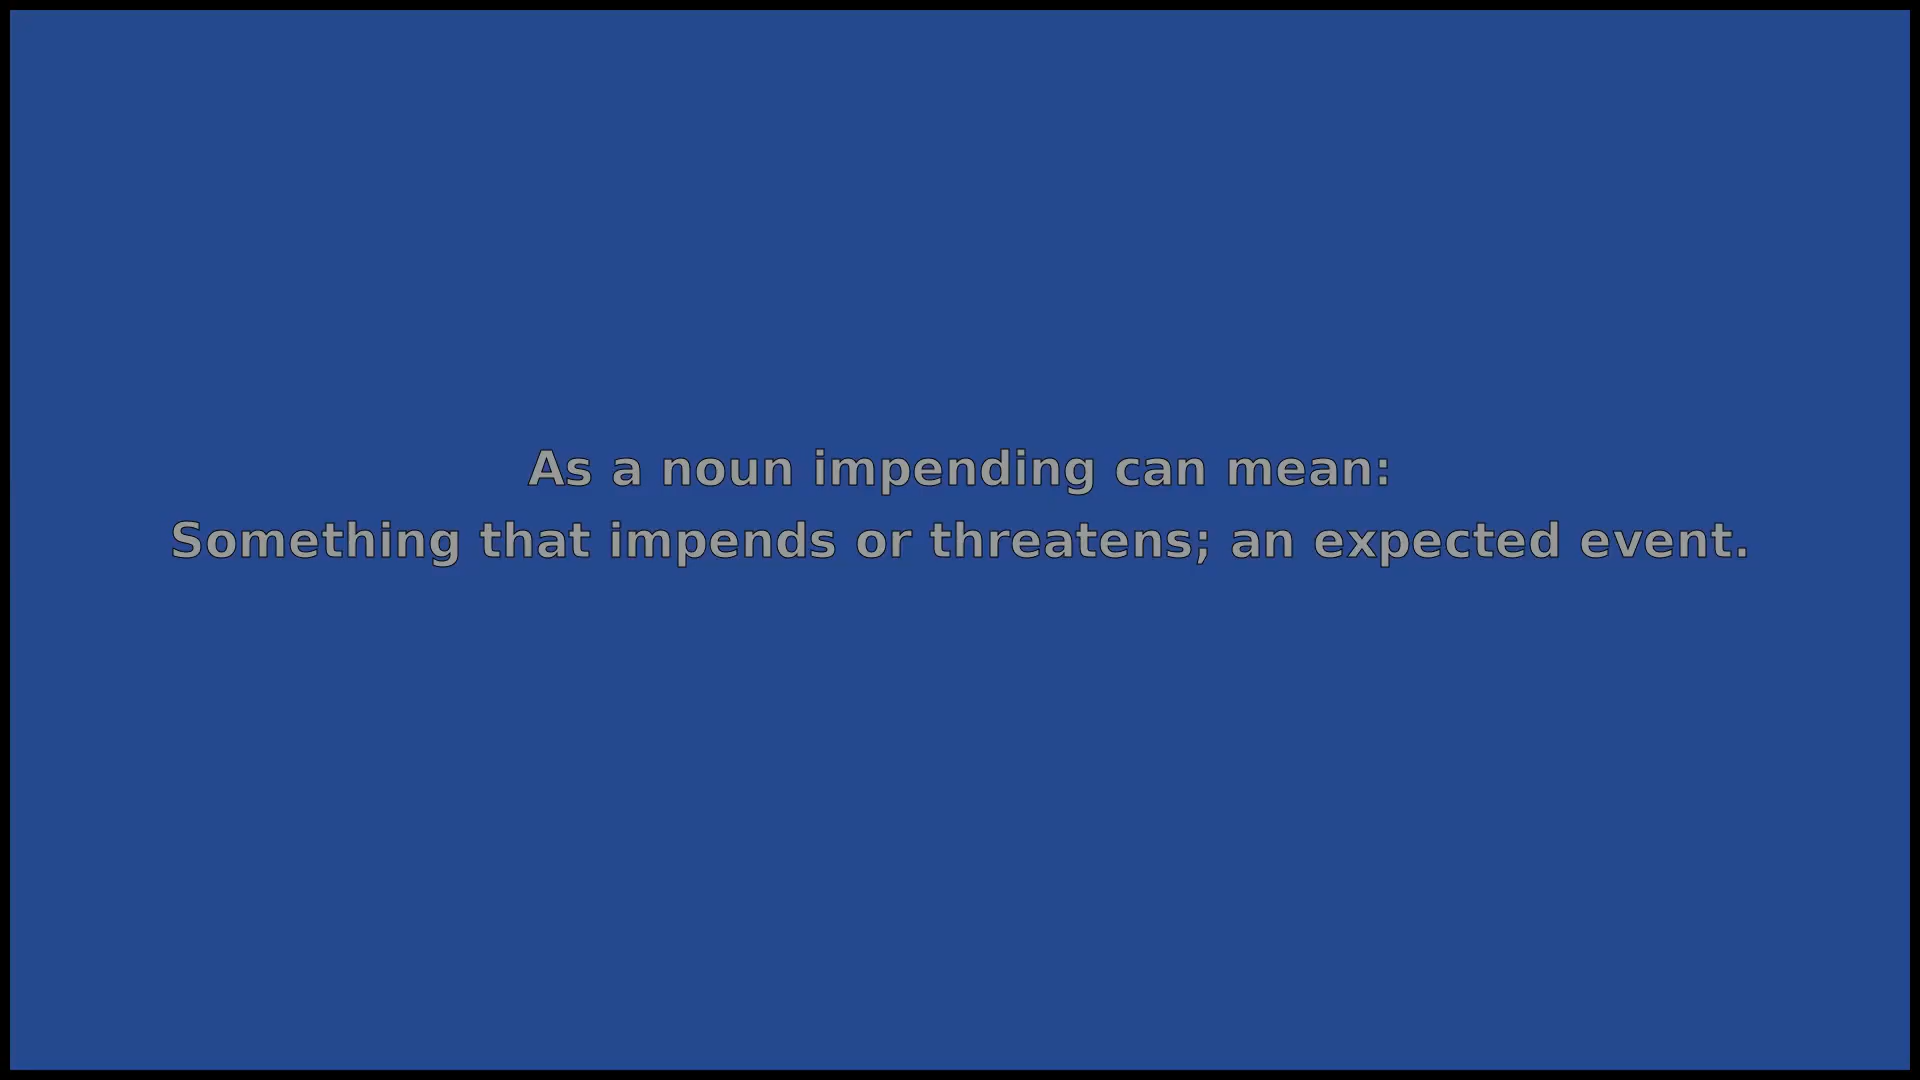 As a noun impending can mean:
Something that impends or threatens; an expected event.